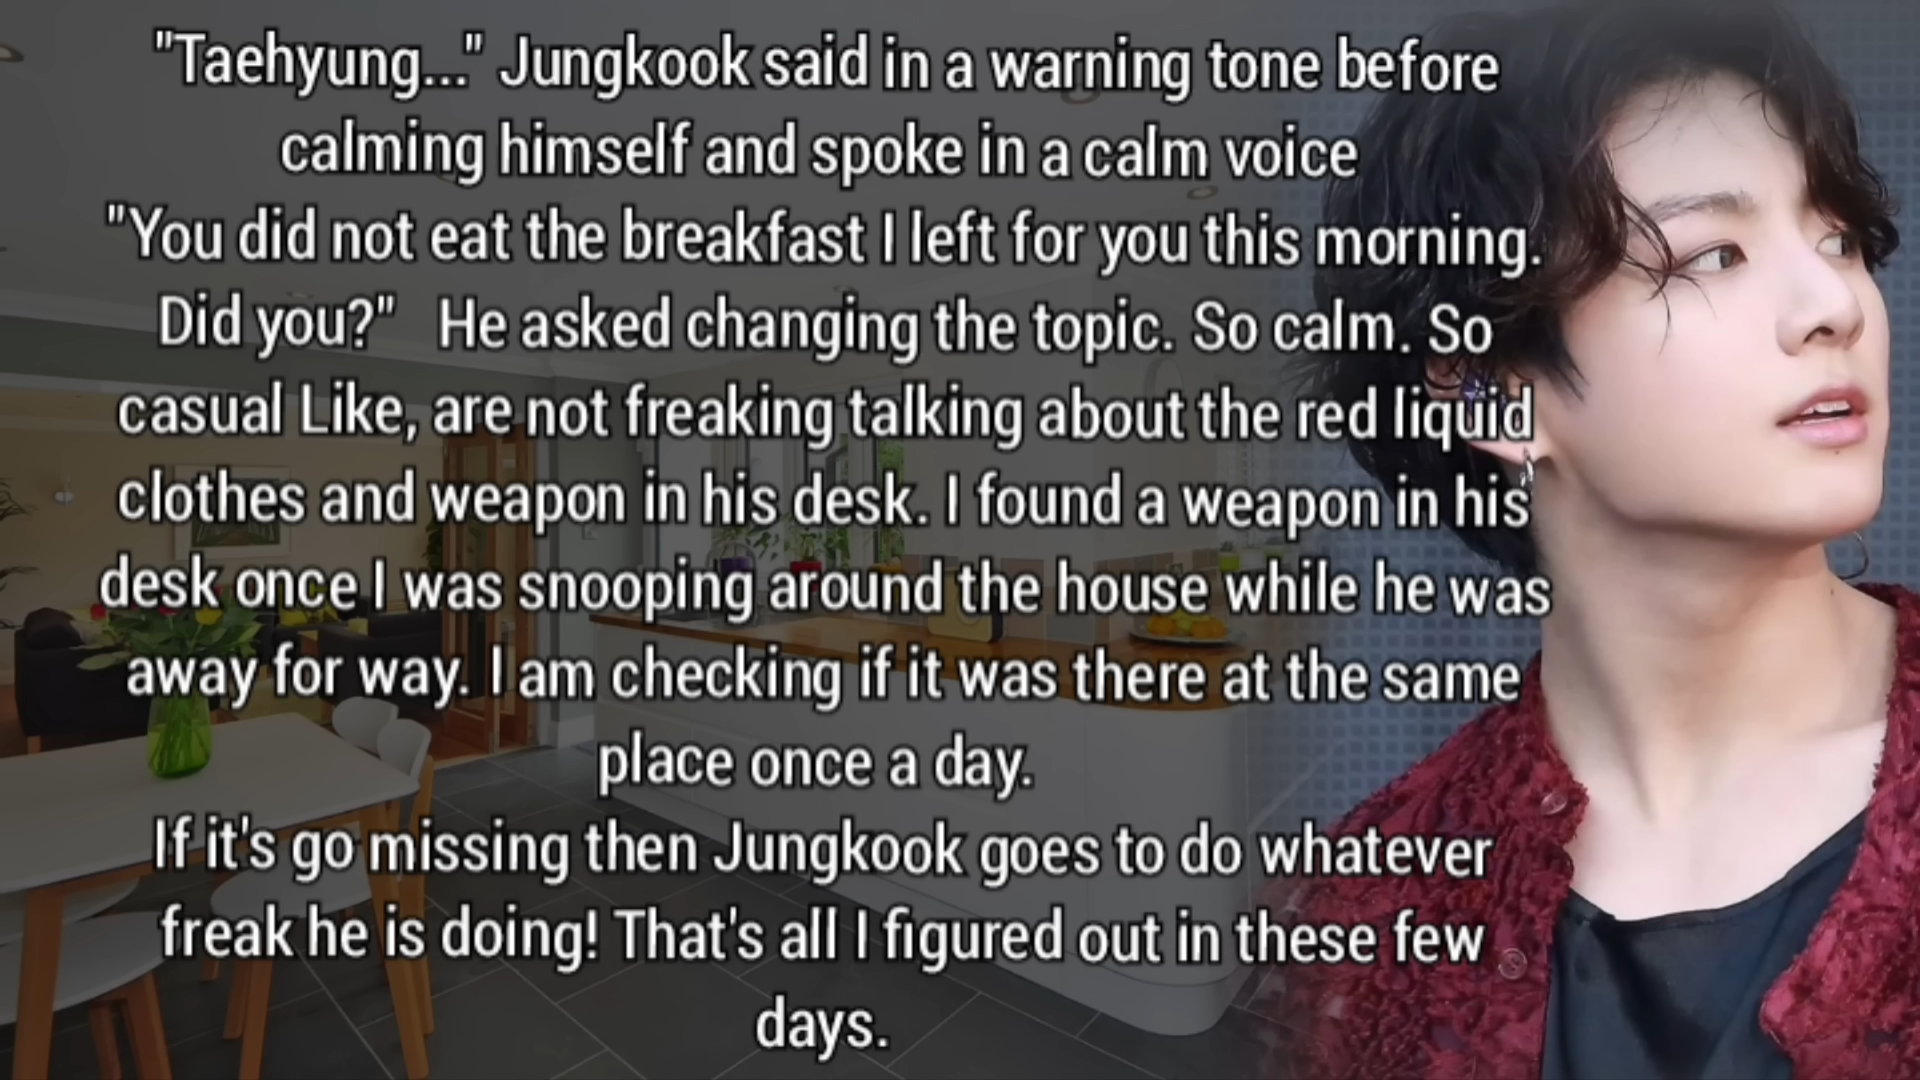 "Taehyung..." Jungkook said in a warning tone before
calming himself and spoke in a calm voice
"You did not eat the breakfast I left for you this morning.
Did you?" He asked changing the topic. So calm. So
casual Like, are not freaking talking about the red liquid
clothes and weapon in his desk. I found a weapon in his
desk once I was snooping around the house while he was
away for way. I am checking if it was there at the same
place once a day.
If it's go missing then Jungkook goes to do whatever
freak he is doing! That's all I figured out in these few
days.